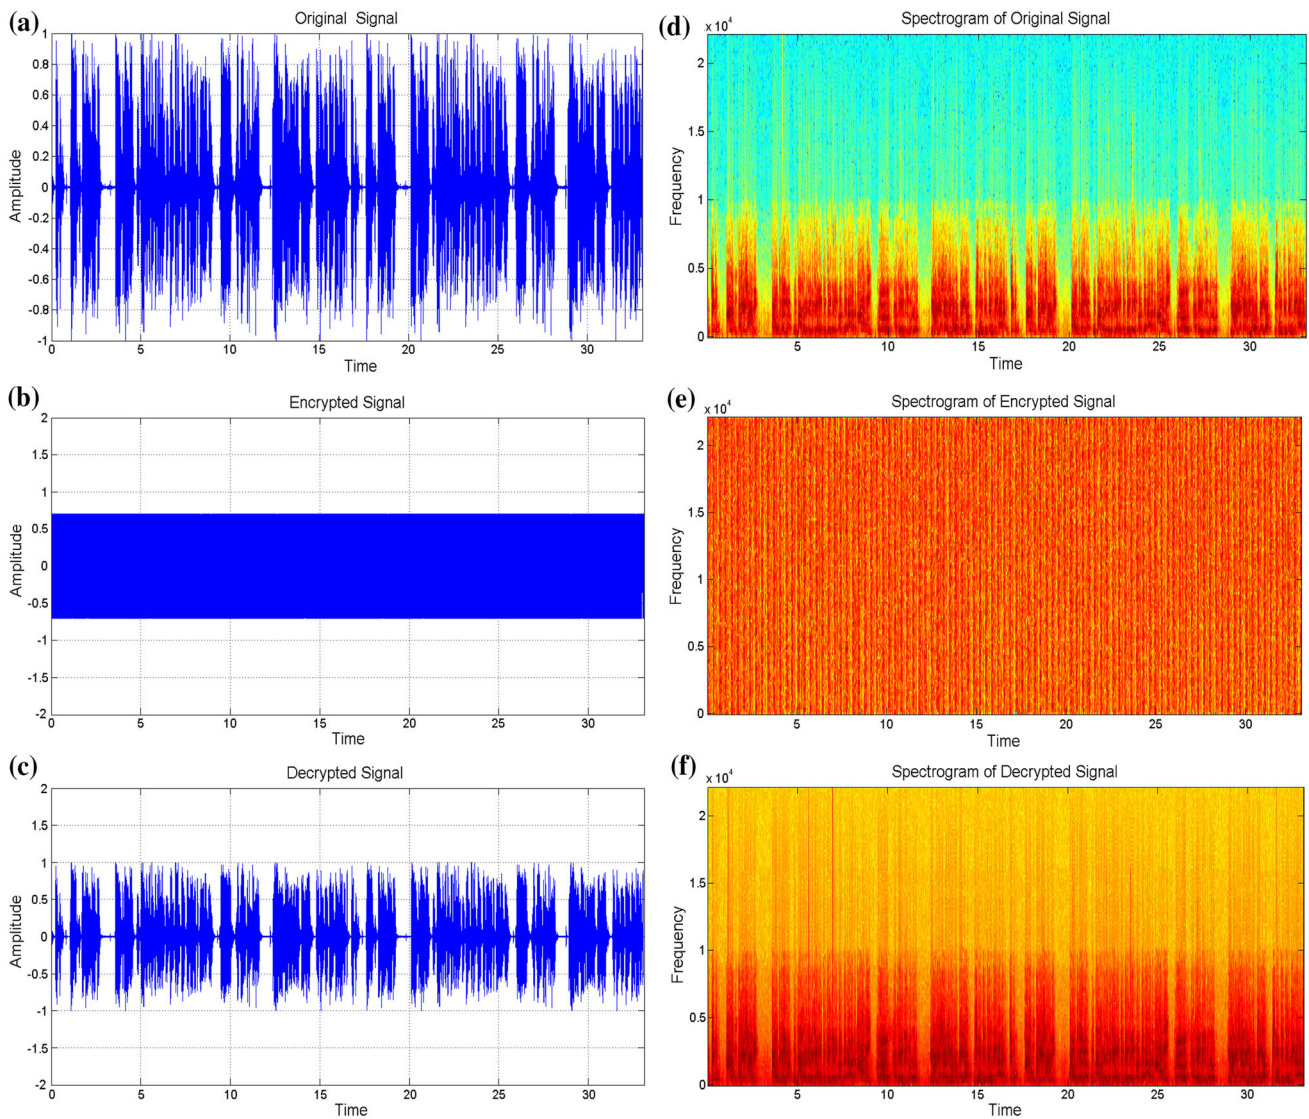 (a)
Original Signal
Amplitude
1
0.8
0.6
0.4
0.2
0
-0.2
-0.4
-0.6
-0.8
-1
0 5 10 15 20 25 30
Time
(d)
Spectrogram of Original Signal
x 10⁴
Frequency
2
1.5
1
0.5
0
5 10 15 20 25 30
Time
(b)
Encrypted Signal
Amplitude
2
1.5
1
0.5
0
-0.5
-1
-1.5
-2
0 5 10 15 20 25 30
Time
(e)
Spectrogram of Encrypted Signal
x 10⁴
Frequency
2
1.5
1
0.5
0
5 10 15 20 25 30
Time
(c)
Decrypted Signal
Amplitude
2
1.5
1
0.5
0
-0.5
-1
-1.5
-2
0 5 10 15 20 25 30
Time
(f)
Spectrogram of Decrypted Signal
x 10⁴
Frequency
2
1.5
1
0.5
0
5 10 15 20 25 30
Time